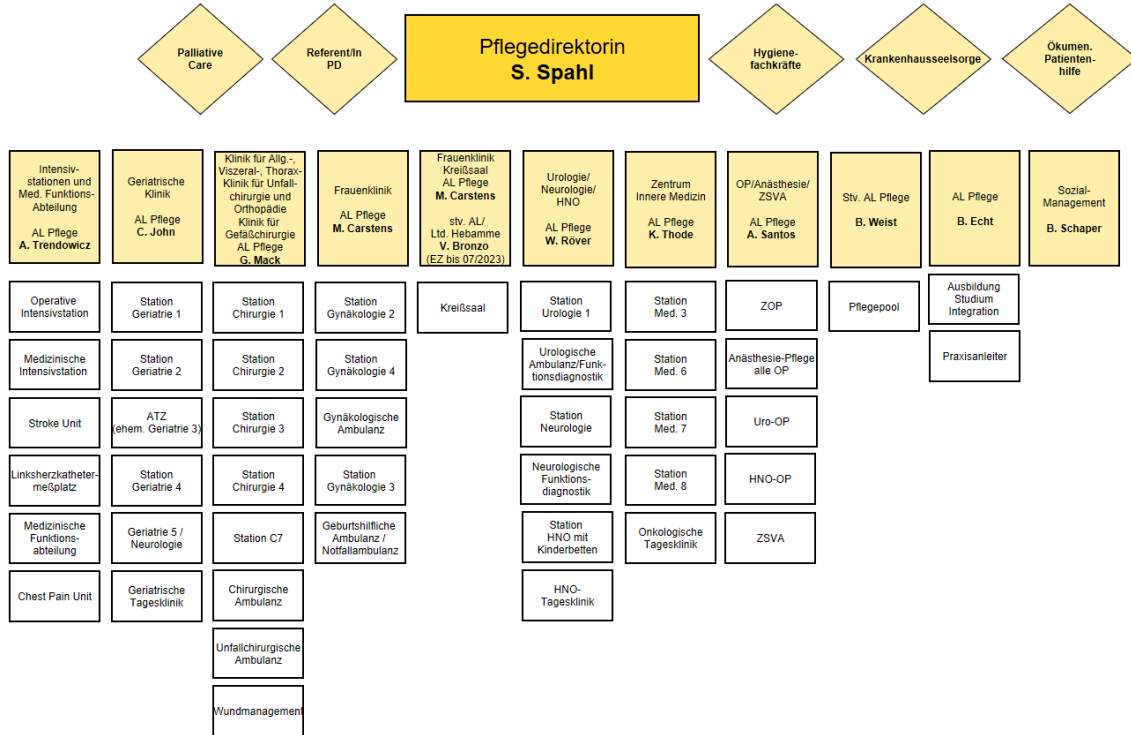 Palliative
Care
Referent/In
PD
Pflegedirektorin
S. Spahl
Hygiene-
fachkräfte
Krankenhausseelsorge
Ökumen.
Patienten-
hilfe
Intensiv-
stationen und
Med. Funktions-
Abteilung
AL Pflege
A. Trendowicz
Geriatrische
Klinik
AL Pflege
C. John
Klinik für Allg.-,
Viszeral-, Thorax-
Klinik für Unfall-
chirurgie und
Orthopädie
Klinik für
Gefäßchirurgie
AL Pflege
G. Mack
Frauenklinik
AL Pflege
M. Carstens
Frauenklinik
Kreißsaal
AL Pflege
M. Carstens
stv. AL/
Ltd. Hebamme
V. Bronzo
(EZ bis 07/2023)
Urologie/
Neurologie/
HNO
AL Pflege
W. Röver
Zentrum
Innere Medizin
AL Pflege
K. Thode
OP/Anästhesie/
ZSVA
AL Pflege
A. Santos
Stv. AL Pflege
B. Weist
AL Pflege
B. Echt
Sozial-
Management
B. Schaper
Operative
Intensivstation
Medizinische
Intensivstation
Stroke Unit
Linksherzkatheter-
meßplatz
Medizinische
Funktions-
abteilung
Chest Pain Unit
Station
Geriatrie 1
Station
Geriatrie 2
ATZ
(ehem. Geriatrie 3)
Station
Geriatrie 4
Geriatrie 5 /
Neurologie
Geriatrische
Tagesklinik
Station
Chirurgie 1
Station
Chirurgie 2
Station
Chirurgie 3
Station
Chirurgie 4
Station C7
Chirurgische
Ambulanz
Unfallchirurgische
Ambulanz
Wundmanagement
Station
Gynäkologie 2
Station
Gynäkologie 4
Gynäkologische
Ambulanz
Station
Gynäkologie 3
Geburtshilfliche
Ambulanz /
Notfallambulanz
Kreißsaal
Station
Urologie 1
Urologische
Ambulanz/Funk-
tionsdiagnostik
Station
Neurologie
Neurologische
Funktions-
diagnostik
Station
HNO mit
Kinderbetten
HNO-
Tagesklinik
Station
Med. 3
Station
Med. 6
Station
Med. 7
Station
Med. 8
Onkologische
Tagesklinik
ZOP
Anästhesie-Pflege
alle OP
Uro-OP
HNO-OP
ZSVA
Pflegepool
Ausbildung
Studium
Integration
Praxisanleiter